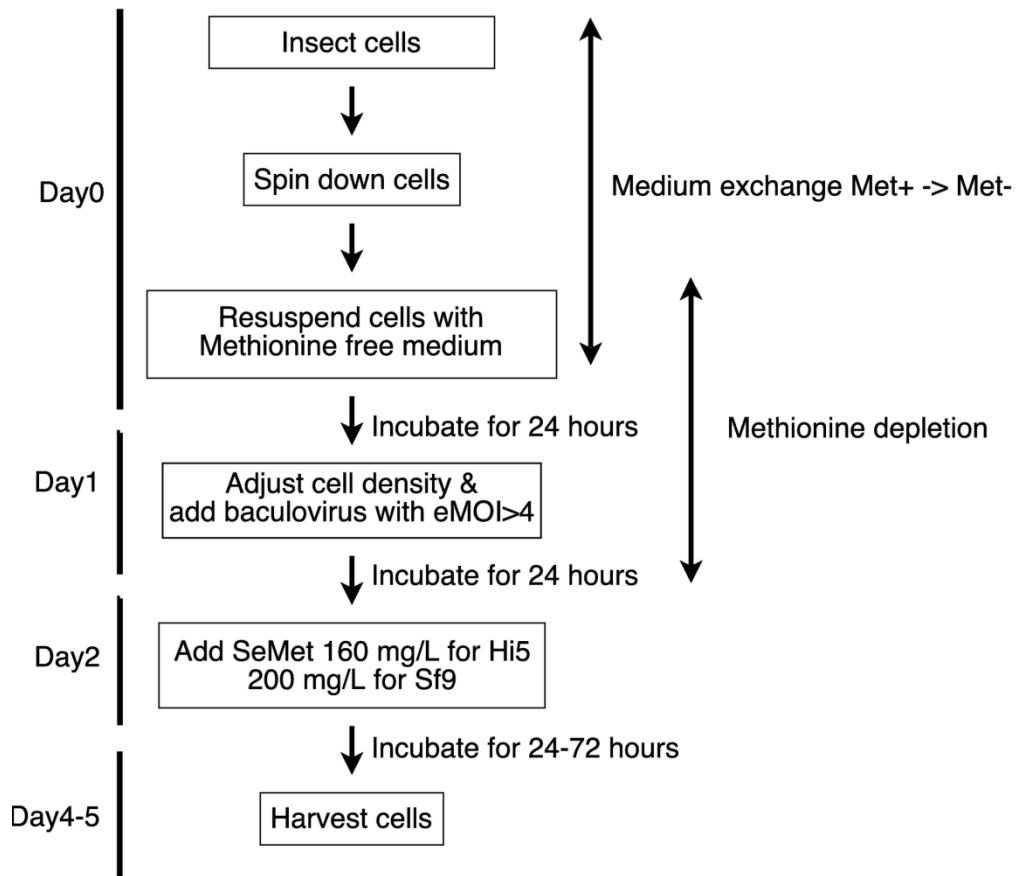 Insect cells
Spin down cells
Day0
Medium exchange Met+ -> Met-
Resuspend cells with
Methionine free medium
Incubate for 24 hours
Methionine depletion
Day1
Adjust cell density &
add baculovirus with eMOI>4
Incubate for 24 hours
Day2
Add SeMet 160 mg/L for Hi5
200 mg/L for Sf9
Incubate for 24-72 hours
Day4-5
Harvest cells